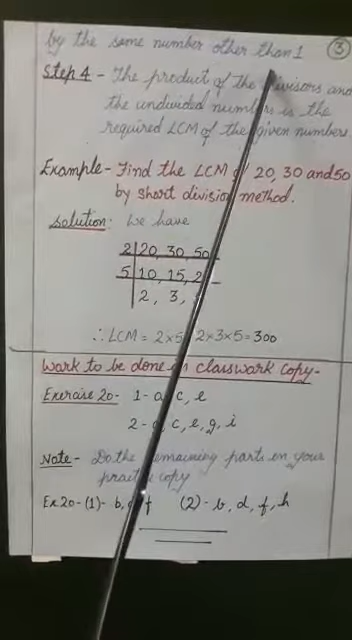 by the same number other than 1
3
Step 4 - The product of the divisors and
the undivided numbers is the
required LCM of the given numbers.
Example - Find the LCM of 20, 30 and 50
by short division method.
Solution: We have
2 | 20, 30, 50
5 | 10, 15, 2
2, 3,
∴ LCM = 2×5 2×3×5 = 300
Work to be done in classwork copy-
Exercise 20- 1- a, c, e
2- c, e, g, i
Note- Do the remaining parts in your
practice copy
Ex 20-(1)- b, f (2)- b, d, f, h